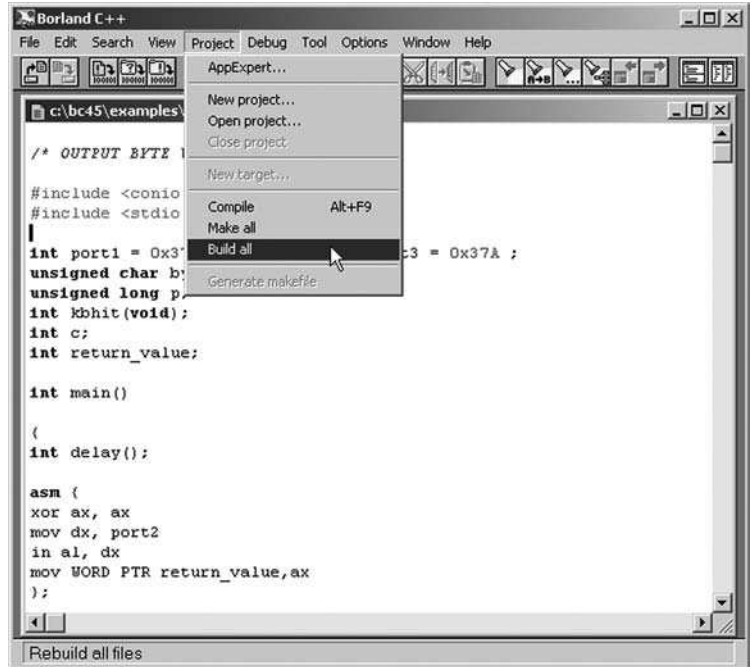 Borland C++
File Edit Search View Project Debug Tool Options Window Help
AppExpert...
New project...
Open project...
Close project
New target...
Compile Alt+F9
Make all
Build all
Generate makefile
c:\bc45\examples\
/* OUTPUT BYTE
#include <conio
#include <stdio
int port1 = 0x3 t3 = 0x37A ;
unsigned char by
unsigned long p
int kbhit(void);
int c;
int return_value;
int main()
{
int delay();
asm {
xor ax, ax
mov dx, port2
in al, dx
mov WORD PTR return_value,ax
};
Rebuild all files